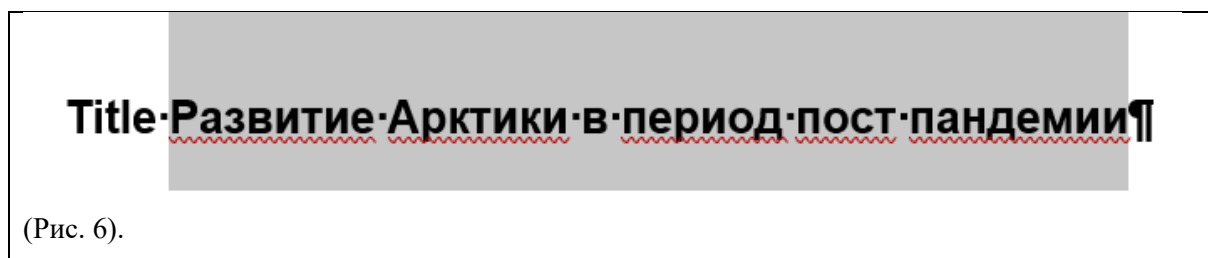 Title·Развитие·Арктики·в·период·пост·пандемии¶
(Рис. 6).